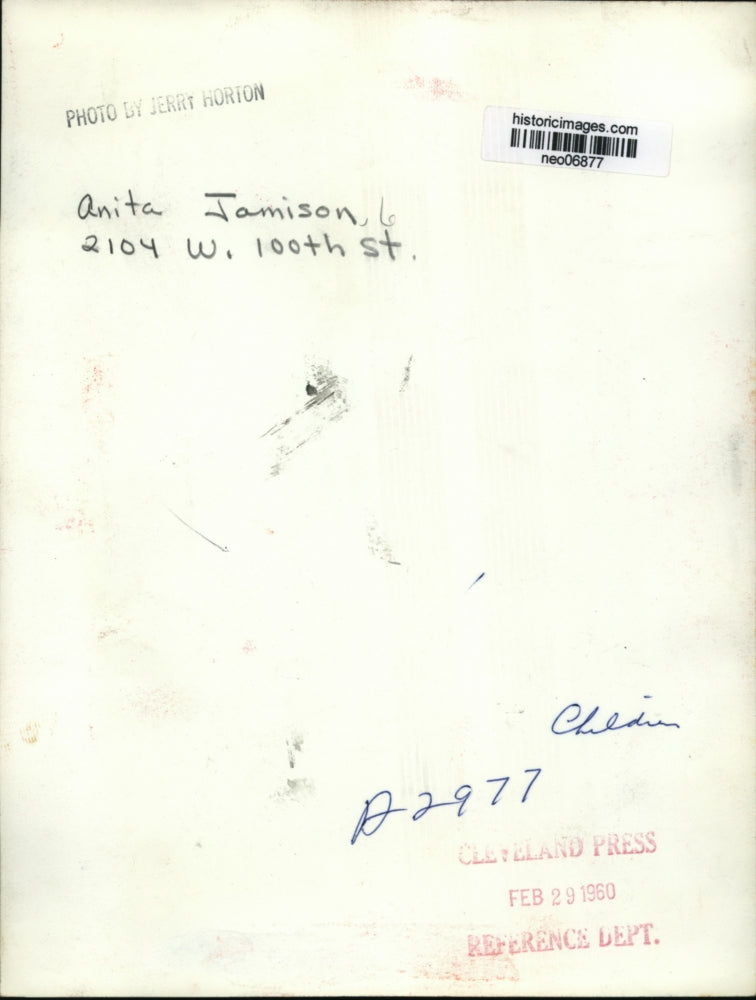 PHOTO BY JERRY HORTON
historicimages.com
neo06877
Anita Jamison, 6
2104 W. 100th St.
Children
A2977
CLEVELAND PRESS
FEB 29 1960
REFERENCE DEPT.